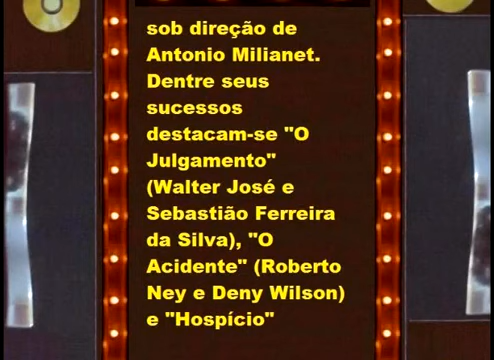 sob direção de
Antonio Milianet.
Dentre seus
sucessos
destacam-se "O
Julgamento"
(Walter José e
Sebastião Ferreira
da Silva), "O
Acidente" (Roberto
Ney e Deny Wilson)
e "Hospício"